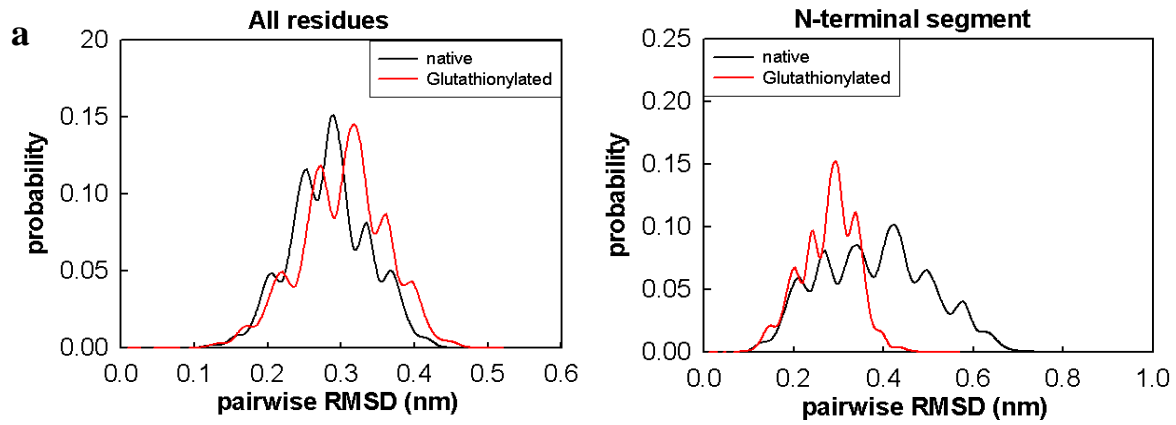 a
All residues
20
0.15
0.10
0.05
0.00
probability
native
Glutathionylated
0.0 0.1 0.2 0.3 0.4 0.5 0.6
pairwise RMSD (nm)
N-terminal segment
0.25
0.20
0.15
0.10
0.05
0.00
probability
native
Glutathionylated
0.0 0.2 0.4 0.6 0.8 1.0
pairwise RMSD (nm)